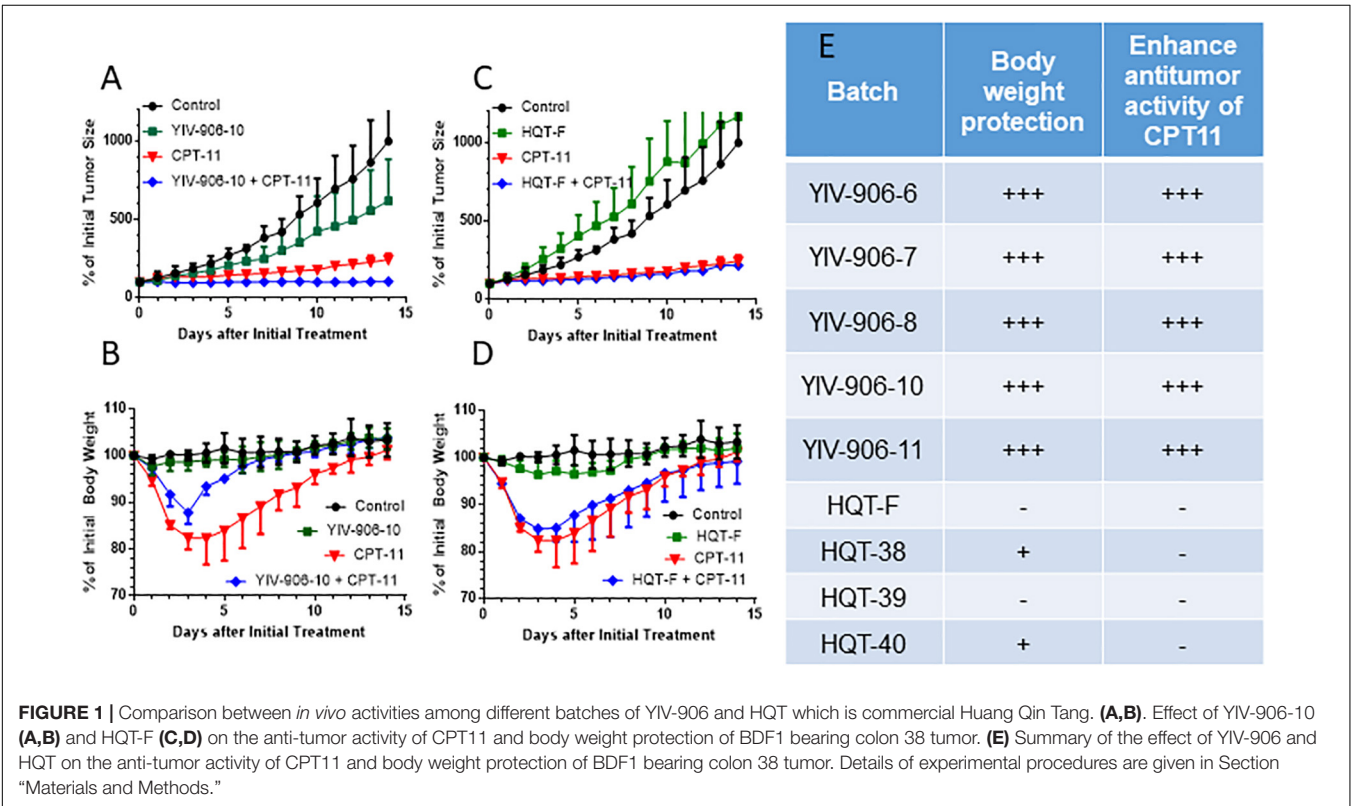 A
Control
YIV-906-10
CPT-11
YIV-906-10 + CPT-11
% of Initial Tumor Size
1000
500
0
0 5 10 15
Days after Initial Treatment
C
Control
HQT-F
CPT-11
HQT-F + CPT-11
% of Initial Tumor Size
1000
500
0
0 5 10 15
Days after Initial Treatment
B
% of Initial Body Weight
110
100
90
80
70
0 5 10 15
Control
YIV-906-10
CPT-11
YIV-906-10 + CPT-11
Days after Initial Treatment
D
% of Initial Body Weight
110
100
90
80
70
0 5 10 15
Control
HQT-F
CPT-11
HQT-F + CPT-11
Days after Initial Treatment
E
Batch
Body
weight
protection
Enhance
antitumor
activity of
CPT11
YIV-906-6 +++ +++
YIV-906-7 +++ +++
YIV-906-8 +++ +++
YIV-906-10 +++ +++
YIV-906-11 +++ +++
HQT-F - -
HQT-38 + -
HQT-39 - -
HQT-40 + -
FIGURE 1 | Comparison between in vivo activities among different batches of YIV-906 and HQT which is commercial Huang Qin Tang. (A,B). Effect of YIV-906-10
(A,B) and HQT-F (C,D) on the anti-tumor activity of CPT11 and body weight protection of BDF1 bearing colon 38 tumor. (E) Summary of the effect of YIV-906 and
HQT on the anti-tumor activity of CPT11 and body weight protection of BDF1 bearing colon 38 tumor. Details of experimental procedures are given in Section
“Materials and Methods.”